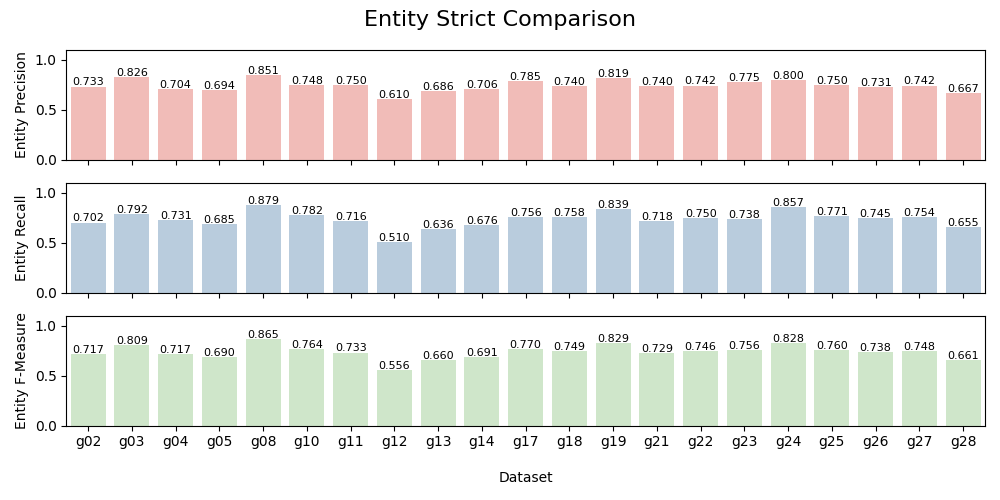 Entity Strict Comparison
Entity Precision
1.0
0.5
0.0
0.733 0.826 0.704 0.694 0.851 0.748 0.750 0.610 0.686 0.706 0.785 0.740 0.819 0.740 0.742 0.775 0.800 0.750 0.731 0.742 0.667
Entity Recall
1.0
0.5
0.0
0.702 0.792 0.731 0.685 0.879 0.782 0.716 0.510 0.636 0.676 0.756 0.758 0.839 0.718 0.750 0.738 0.857 0.771 0.745 0.754 0.655
Entity F-Measure
1.0
0.5
0.0
0.717 0.809 0.717 0.690 0.865 0.764 0.733 0.556 0.660 0.691 0.770 0.749 0.829 0.729 0.746 0.756 0.828 0.760 0.738 0.748 0.661
g02 g03 g04 g05 g08 g10 g11 g12 g13 g14 g17 g18 g19 g21 g22 g23 g24 g25 g26 g27 g28
Dataset